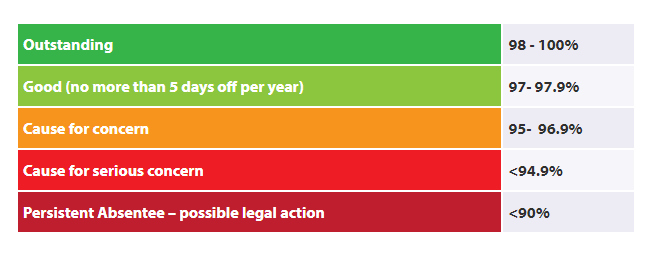 Outstanding 98 - 100%
Good (no more than 5 days off per year) 97- 97.9%
Cause for concern 95-  96.9%
Cause for serious concern <94.9%
Persistent Absentee – possible legal action <90%